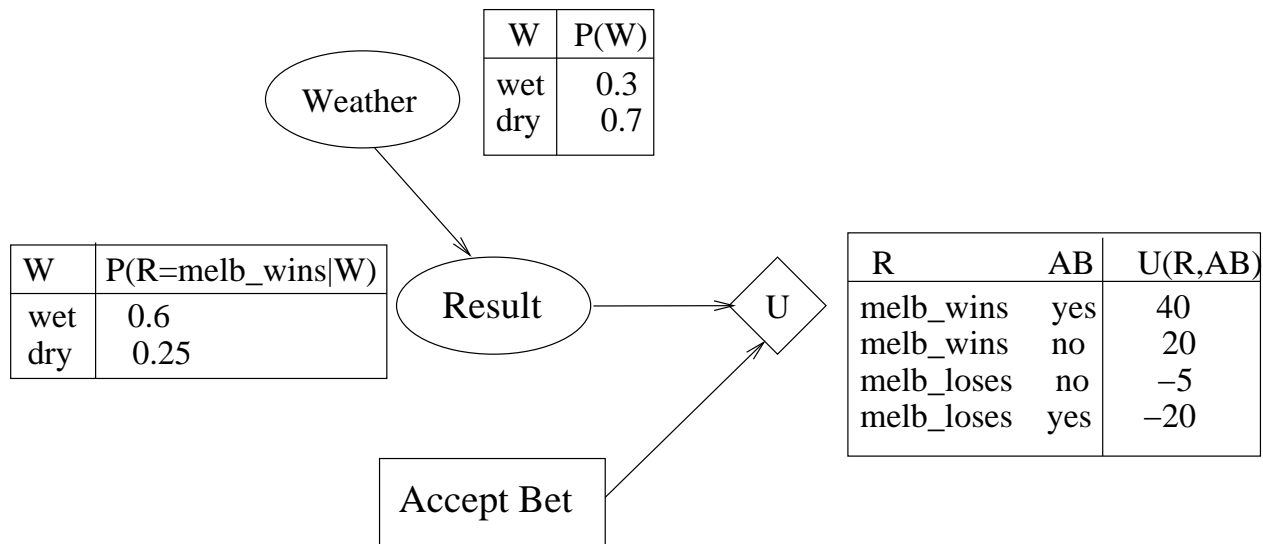 W P(W)
wet 0.3
dry 0.7
Weather
W P(R=melb_wins|W)
wet 0.6
dry 0.25
Result
U
R AB U(R,AB)
melb_wins yes 40
melb_wins no 20
melb_loses no −5
melb_loses yes −20
Accept Bet